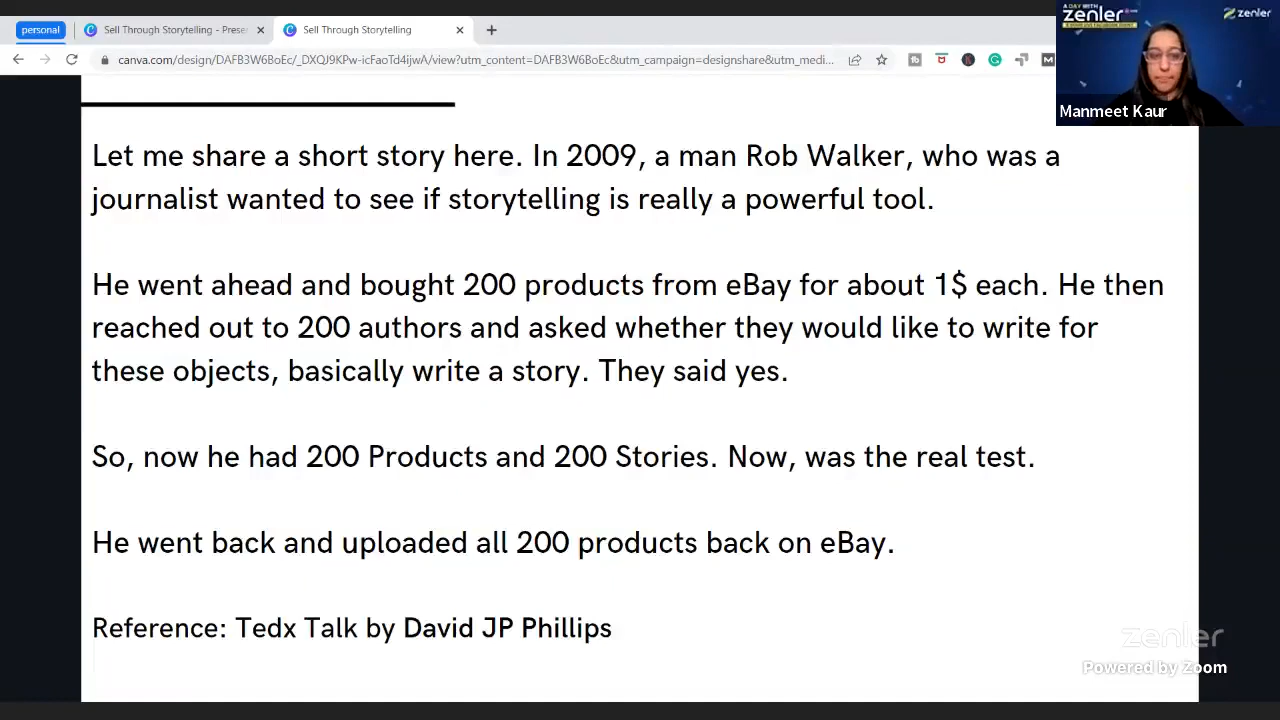 personal
Sell Through Storytelling - Prese
Sell Through Storytelling
canva.com/design/DAFB3W6BoEc/_DXQJ9KPw-icFaoTd4ijwA/view?utm_content=DAFB3W6BoEc&utm_campaign=designshare&utm_medi...
A DAY WITH
zenler
zenler
Manmeet Kaur
Let me share a short story here. In 2009, a man Rob Walker, who was a
journalist wanted to see if storytelling is really a powerful tool.
He went ahead and bought 200 products from eBay for about 1$ each. He then
reached out to 200 authors and asked whether they would like to write for
these objects, basically write a story. They said yes.
So, now he had 200 Products and 200 Stories. Now, was the real test.
He went back and uploaded all 200 products back on eBay.
Reference: Tedx Talk by David JP Phillips
zenler
Powered by Zoom